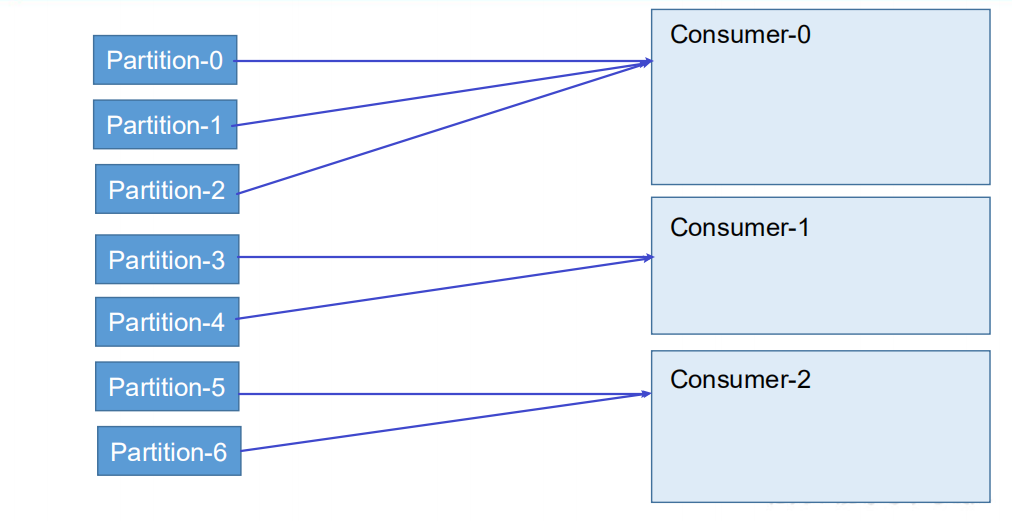 Partition-0
Partition-1
Partition-2
Partition-3
Partition-4
Partition-5
Partition-6
Consumer-0
Consumer-1
Consumer-2